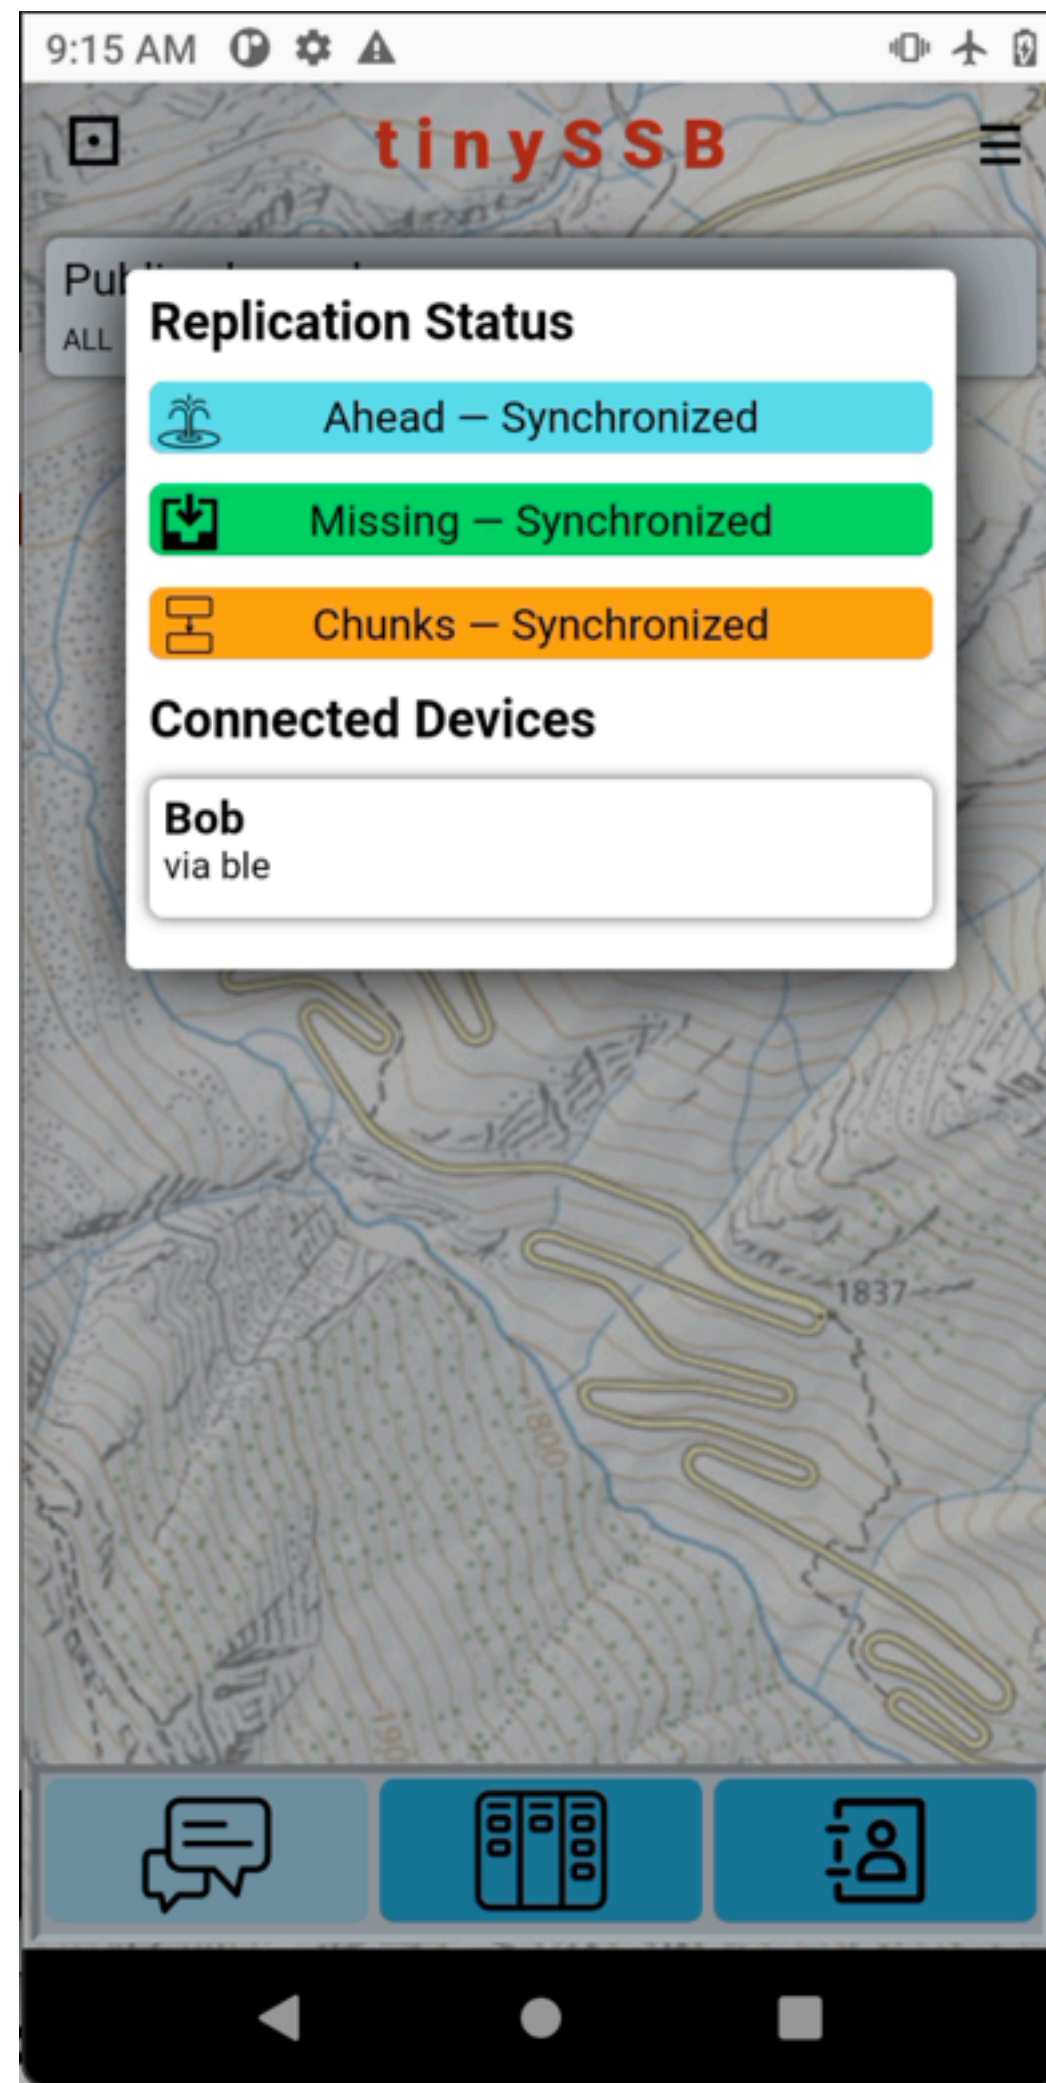 9:15 AM
tinySSB
ALL
Replication Status
Ahead — Synchronized
Missing — Synchronized
Chunks — Synchronized
Connected Devices
Bob
via ble
1837
1800